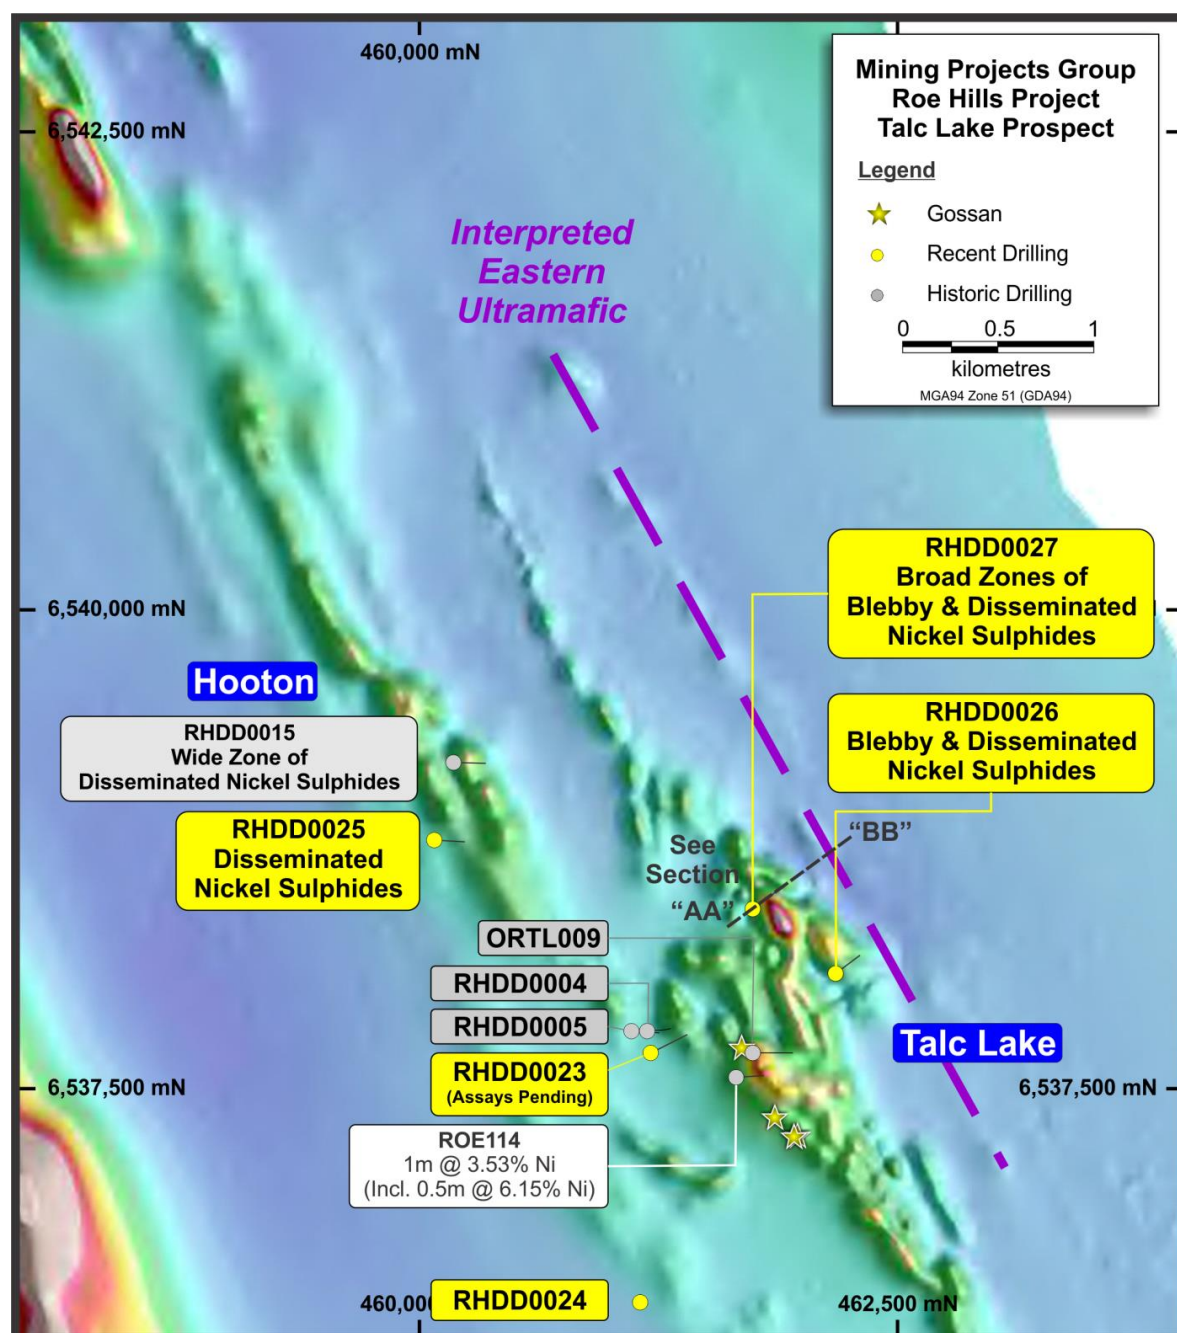 460,000 mN
Mining Projects Group
Roe Hills Project
Talc Lake Prospect
Legend
Gossan
Recent Drilling
Historic Drilling
0 0.5 1
kilometres
MGA94 Zone 51 (GDA94)
6,542,500 mN
Interpreted
Eastern
Ultramafic
RHDD0027
Broad Zones of
Blebby & Disseminated
Nickel Sulphides
6,540,000 mN
Hooton
RHDD0015
Wide Zone of
Disseminated Nickel Sulphides
RHDD0026
Blebby & Disseminated
Nickel Sulphides
RHDD0025
Disseminated
Nickel Sulphides
See
Section
“AA”
“BB”
ORTL009
RHDD0004
RHDD0005
RHDD0023
(Assays Pending)
Talc Lake
6,537,500 mN
6,537,500 mN
ROE114
1m @ 3.53% Ni
(Incl. 0.5m @ 6.15% Ni)
460,00
RHDD0024
462,500 mN